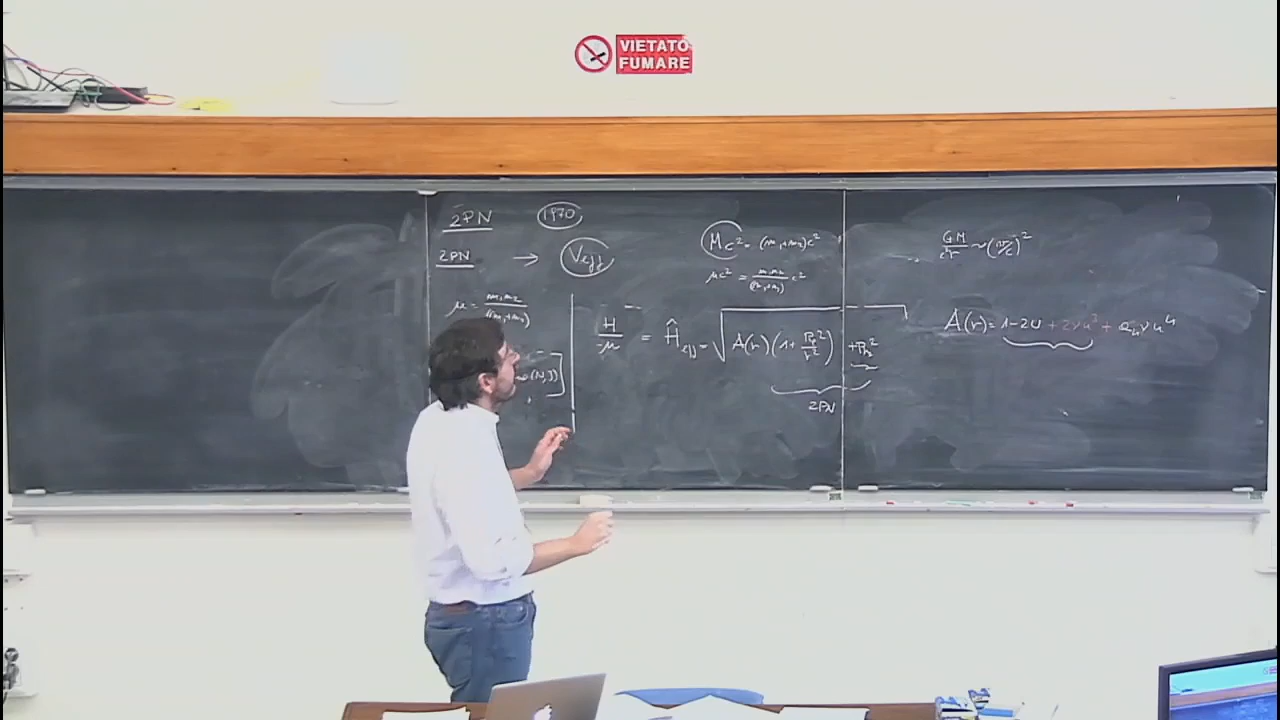 VIETATO
FUMARE
2PN 1970
2PN → V_eff
μ = m₁m₂/(m₁+m₂)
(N,J)
H/μ = Ĥ_eff = √(A(r)(1 + P_φ²/r²) + P_r²)
2PN
Mc² = (m₁+m₂)c²
μc² = m₁m₂/(m₁+m₂) c²
GM/c²r ~ (v/c)²
A(r) = 1-2u + 2νu³ + a₄νu⁴